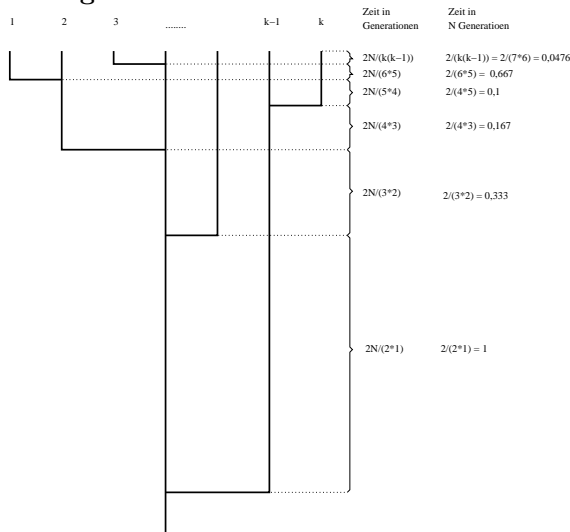 1 2 3 ........ k–1 k
Zeit in Generationen
Zeit in N Generatioen
2N/(k(k–1)) 2/(k(k–1)) = 2/(7*6) = 0,0476
2N/(6*5) 2/(6*5) = 0,667
2N/(5*4) 2/(4*5) = 0,1
2N/(4*3) 2/(4*3) = 0,167
2N/(3*2) 2/(3*2) = 0,333
2N/(2*1) 2/(2*1) = 1